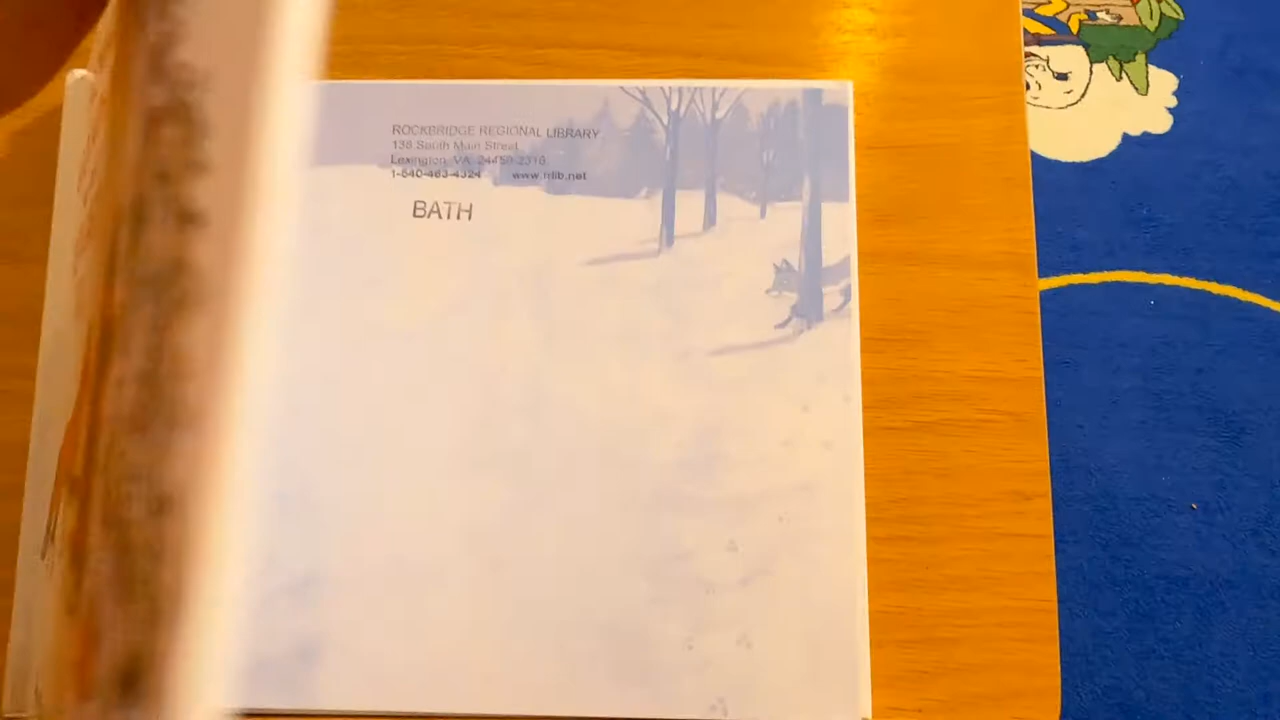 ROCKBRIDGE REGIONAL LIBRARY
138 South Main Street
Lexington, VA 24450-2316
1-540-463-4324 www.rrlib.net
BATH